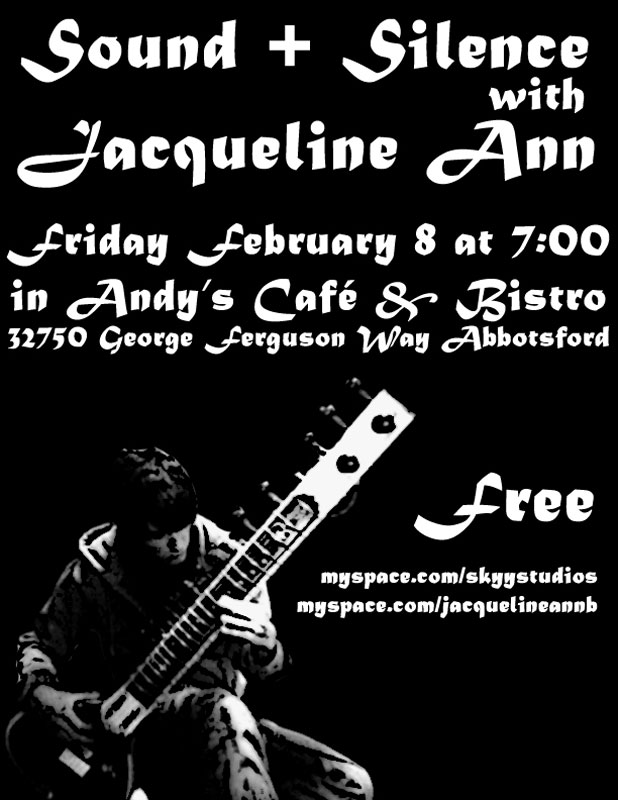 Sound + Silence
with
Jacqueline Ann
Friday February 8 at 7:00
in Andy's Café & Bistro
32750 George Ferguson Way Abbotsford
Free
myspace.com/skyystudios
myspace.com/jacquelineannb